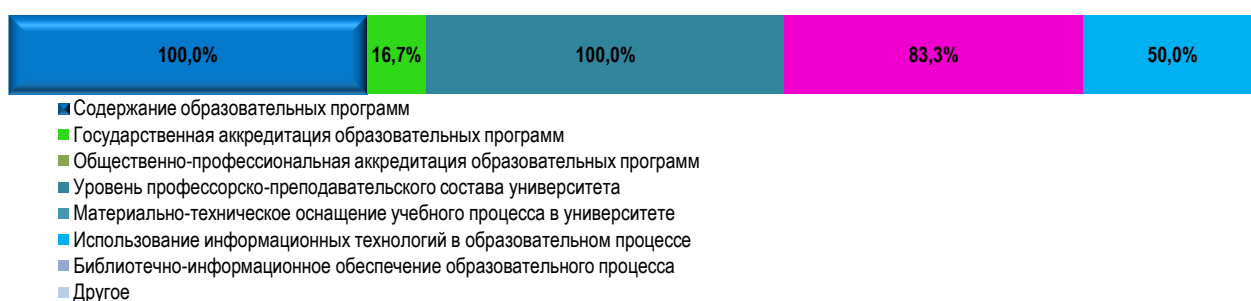 100,0% 16,7% 100,0% 83,3% 50,0%
Содержание образовательных программ
Государственная аккредитация образовательных программ
Общественно-профессиональная аккредитация образовательных программ
Уровень профессорско-преподавательского состава университета
Материально-техническое оснащение учебного процесса в университете
Использование информационных технологий в образовательном процессе
Библиотечно-информационное обеспечение образовательного процесса
Другое